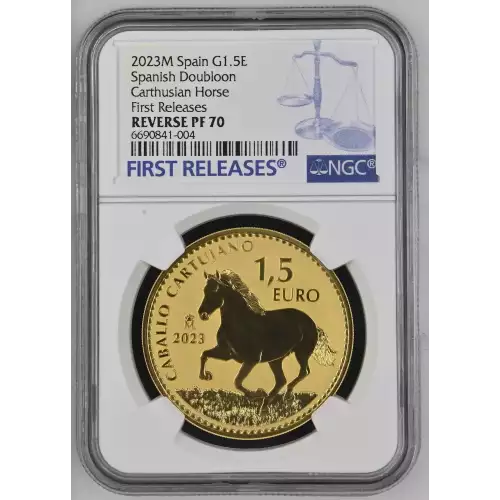 2023M Spain G1.5E
Spanish Doubloon
Carthusian Horse
First Releases
REVERSE PF 70
6690841-004
FIRST RELEASES®
NGC®
CABALLO CARTUJANO
1,5
EURO
M
2023